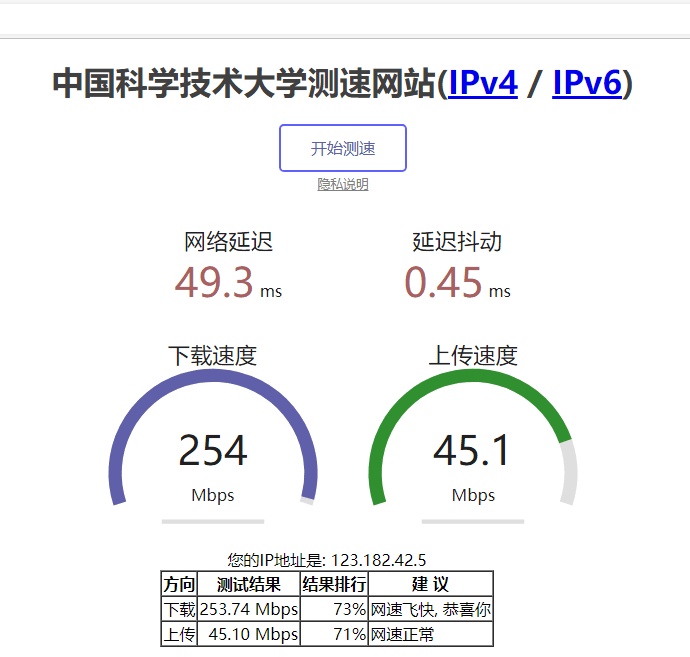 中国科学技术大学测速网站(IPv4 / IPv6)
开始测速
隐私说明
网络延迟 延迟抖动
49.3 ms 0.45 ms
下载速度 上传速度
254 45.1
Mbps Mbps
您的IP地址是: 123.182.42.5
方向 测试结果 结果排行 建 议
下载 253.74 Mbps 73% 网速飞快, 恭喜你
上传 45.10 Mbps 71% 网速正常